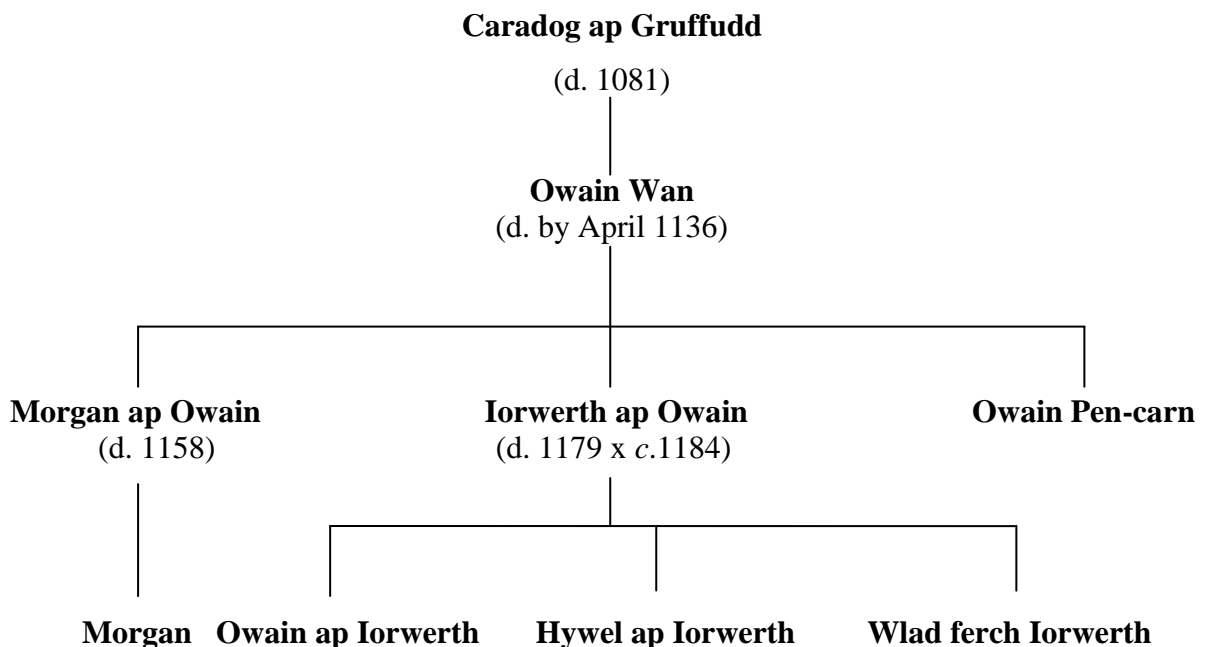 Caradog ap Gruffudd
(d. 1081)
Owain Wan
(d. by April 1136)
Morgan ap Owain Iorwerth ap Owain Owain Pen-carn
(d. 1158) (d. 1179 x c.1184)
Morgan Owain ap Iorwerth Hywel ap Iorwerth Wlad ferch Iorwerth